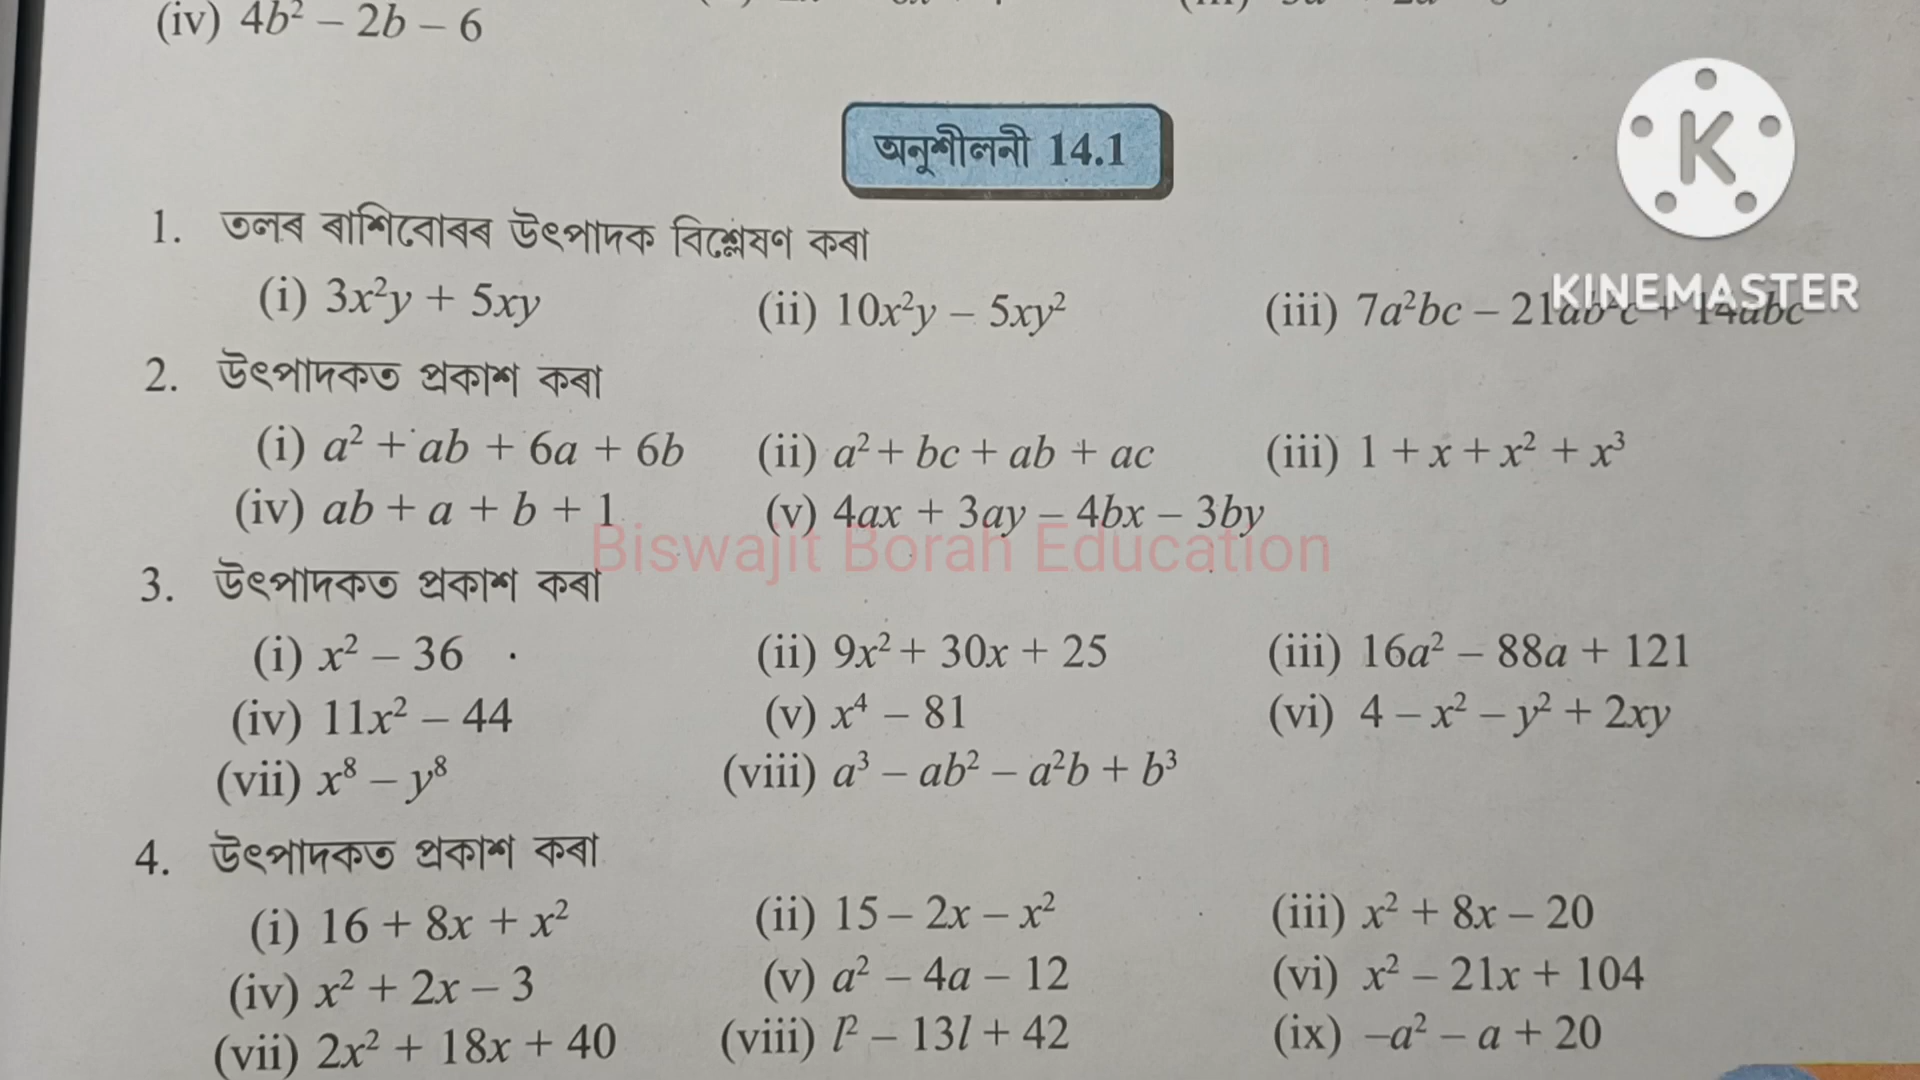 (iv) 4b² – 2b – 6
অনুশীলনী 14.1
1. তলৰ ৰাশিবোৰৰ উৎপাদক বিশ্লেষণ কৰা
(i) 3x²y + 5xy (ii) 10x²y – 5xy² (iii) 7a²bc – 21ab²c + 14abc
KINEMASTER
2. উৎপাদকত প্ৰকাশ কৰা
(i) a² + ab + 6a + 6b (ii) a² + bc + ab + ac (iii) 1 + x + x² + x³
(iv) ab + a + b + 1 (v) 4ax + 3ay – 4bx – 3by
Biswajit Borah Education
3. উৎপাদকত প্ৰকাশ কৰা
(i) x² – 36 (ii) 9x² + 30x + 25 (iii) 16a² – 88a + 121
(iv) 11x² – 44 (v) x⁴ – 81 (vi) 4 – x² – y² + 2xy
(vii) x⁸ – y⁸ (viii) a³ – ab² – a²b + b³
4. উৎপাদকত প্ৰকাশ কৰা
(i) 16 + 8x + x² (ii) 15 – 2x – x² (iii) x² + 8x – 20
(iv) x² + 2x – 3 (v) a² – 4a – 12 (vi) x² – 21x + 104
(vii) 2x² + 18x + 40 (viii) l² – 13l + 42 (ix) –a² – a + 20